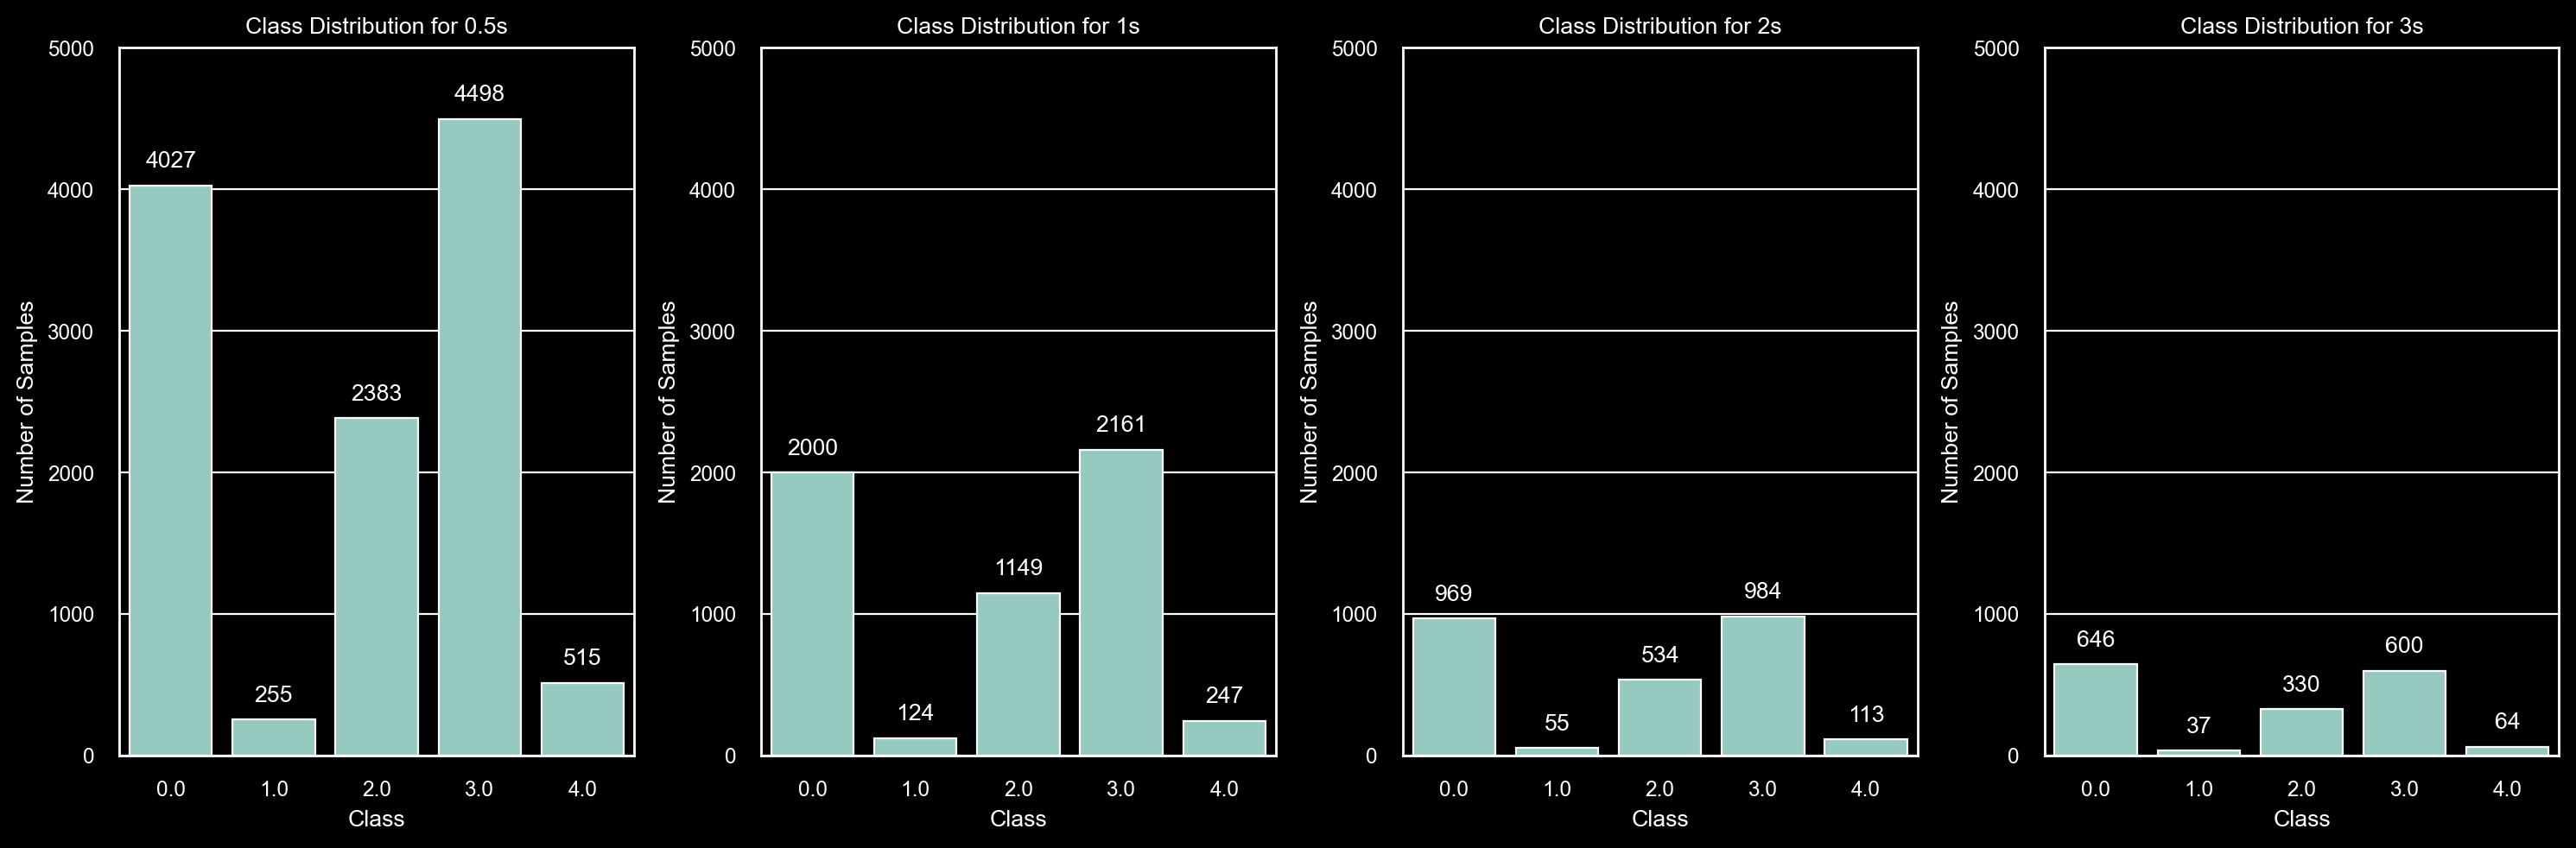 Class Distribution for 0.5s
Number of Samples
5000
4000
3000
2000
1000
0
4027
255
2383
4498
515
0.0 1.0 2.0 3.0 4.0
Class
Class Distribution for 1s
Number of Samples
5000
4000
3000
2000
1000
0
2000
124
1149
2161
247
0.0 1.0 2.0 3.0 4.0
Class
Class Distribution for 2s
Number of Samples
5000
4000
3000
2000
1000
0
969
55
534
984
113
0.0 1.0 2.0 3.0 4.0
Class
Class Distribution for 3s
Number of Samples
5000
4000
3000
2000
1000
0
646
37
330
600
64
0.0 1.0 2.0 3.0 4.0
Class